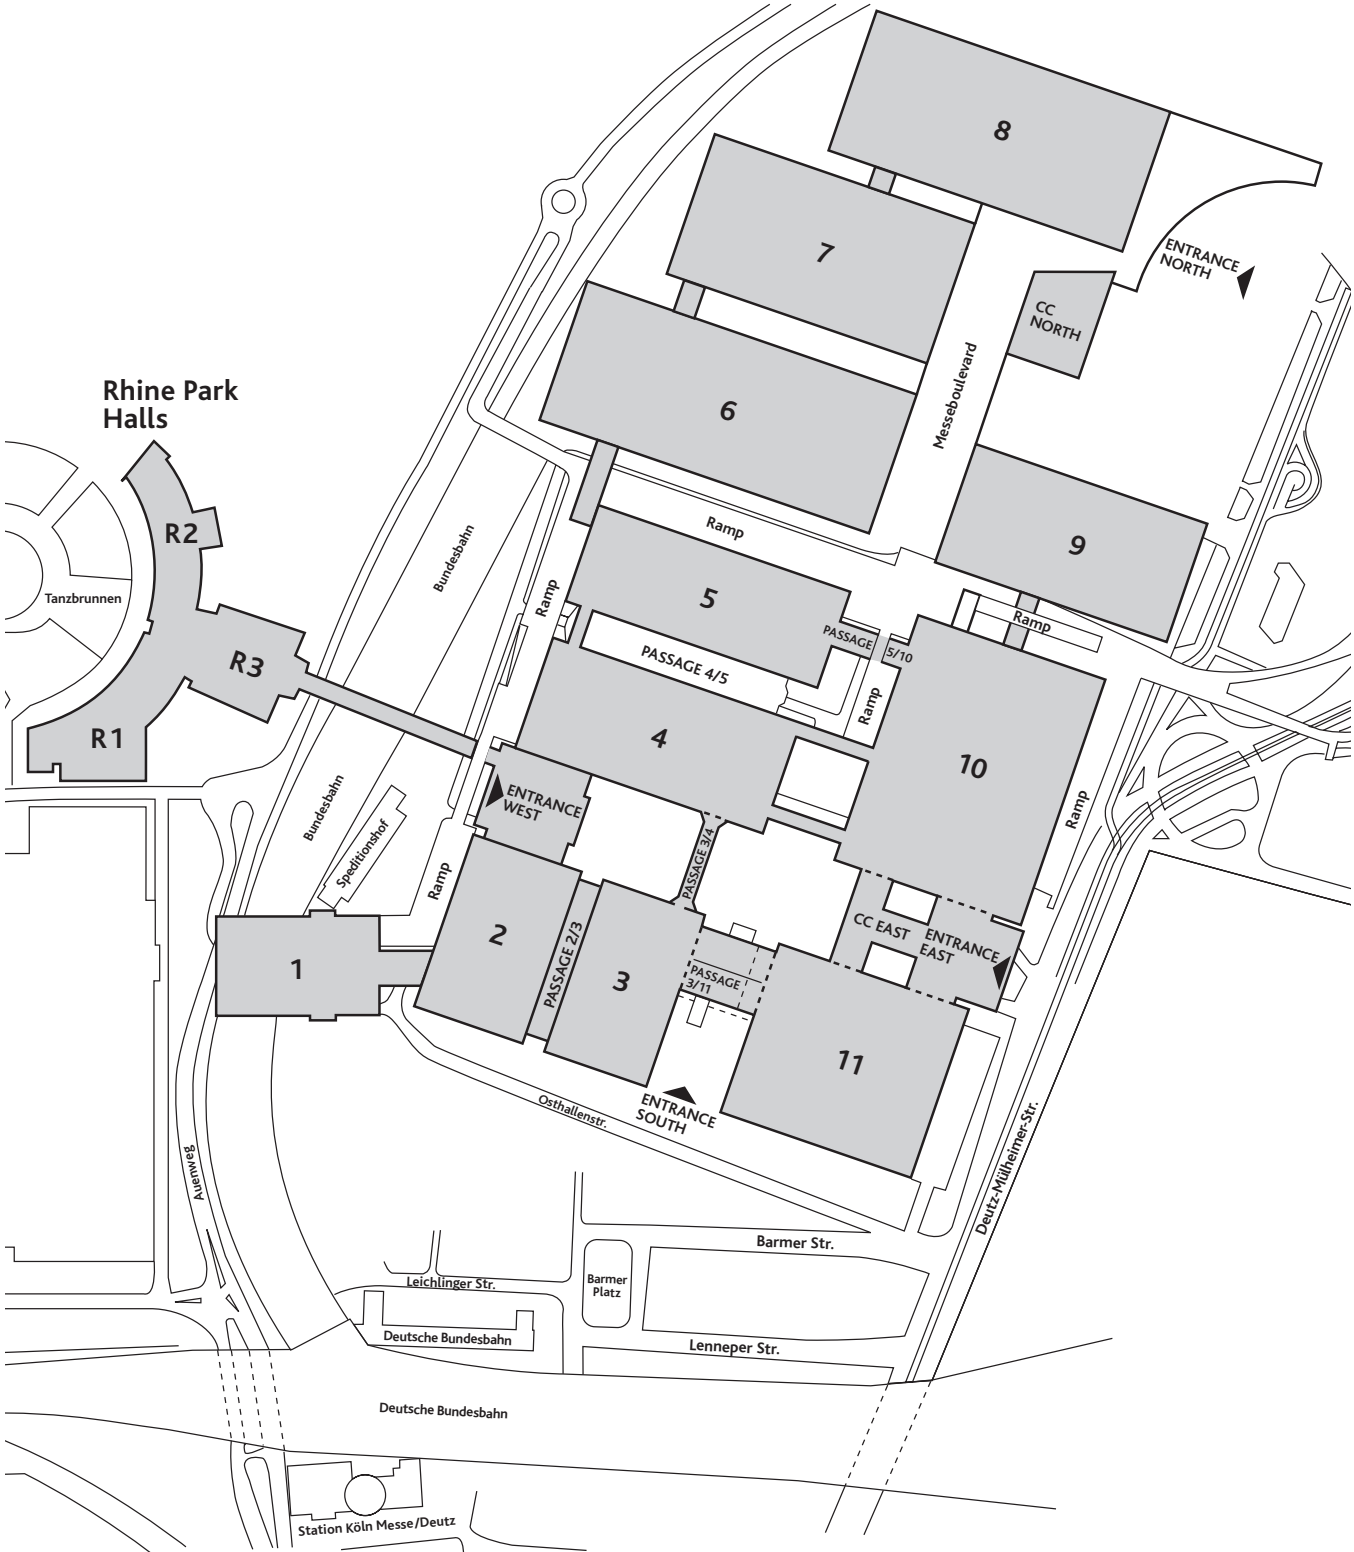 8
7
ENTRANCE
NORTH
CC
NORTH
Messeboulevard
6
Rhine Park
Halls
R2
Tanzbrunnen
R3
R1
Bundesbahn
Ramp
Ramp
9
5
Ramp
PASSAGE 5/10
PASSAGE 4/5
Ramp
4
10
Ramp
ENTRANCE
WEST
Bundesbahn
Speditionshof
Ramp
PASSAGE 3/4
CC EAST
ENTRANCE
EAST
1
2
PASSAGE 2/3
3
PASSAGE
3/11
11
ENTRANCE
SOUTH
Osthallenstr.
Auenweg
Deutz-Mülheimer-Str.
Barmer Str.
Leichlinger Str.
Barmer
Platz
Deutsche Bundesbahn
Lenneper Str.
Deutsche Bundesbahn
Station Köln Messe/Deutz